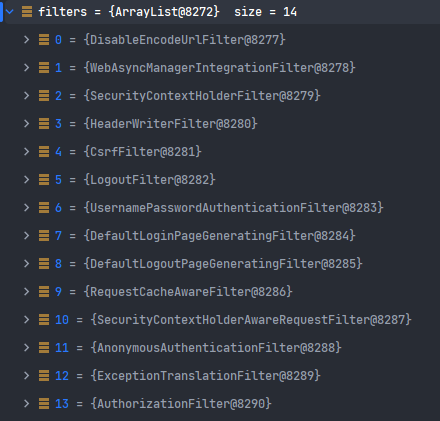 filters = {ArrayList@8272} size = 14
0 = {DisableEncodeUrlFilter@8277}
1 = {WebAsyncManagerIntegrationFilter@8278}
2 = {SecurityContextHolderFilter@8279}
3 = {HeaderWriterFilter@8280}
4 = {CsrfFilter@8281}
5 = {LogoutFilter@8282}
6 = {UsernamePasswordAuthenticationFilter@8283}
7 = {DefaultLoginPageGeneratingFilter@8284}
8 = {DefaultLogoutPageGeneratingFilter@8285}
9 = {RequestCacheAwareFilter@8286}
10 = {SecurityContextHolderAwareRequestFilter@8287}
11 = {AnonymousAuthenticationFilter@8288}
12 = {ExceptionTranslationFilter@8289}
13 = {AuthorizationFilter@8290}